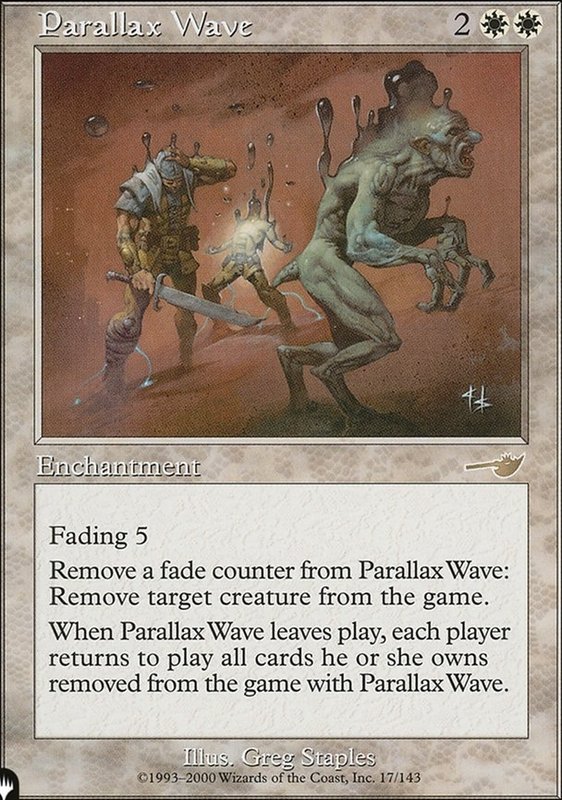 Parallax Wave 2
Enchantment
Fading 5
Remove a fade counter from Parallax Wave:
Remove target creature from the game.
When Parallax Wave leaves play, each player
returns to play all cards he or she owns
removed from the game with Parallax Wave.
Illus. Greg Staples
©1993–2000 Wizards of the Coast, Inc. 17/143